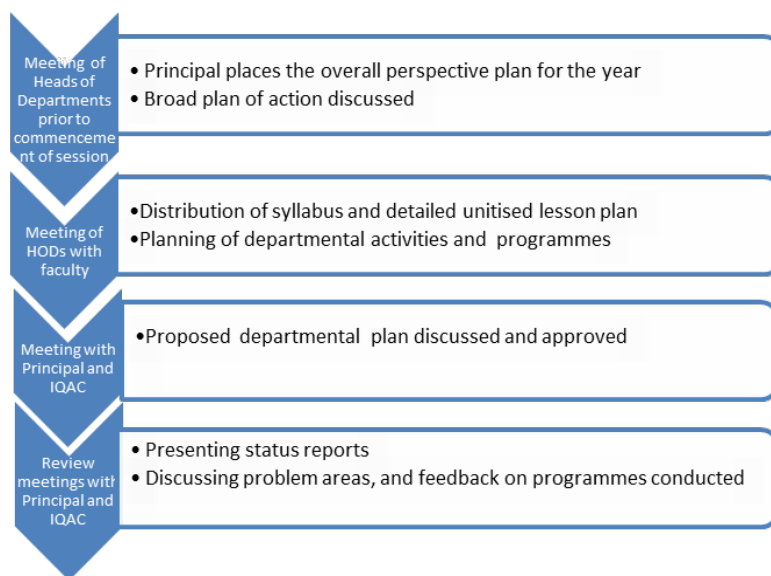 Meeting of
Heads of
Departments
prior to
commenceme
nt of session
• Principal places the overall perspective plan for the year
• Broad plan of action discussed
Meeting of
HODs with
faculty
•Distribution of syllabus and detailed unitised lesson plan
•Planning of departmental activities and programmes
Meeting with
Principal and
IQAC
•Proposed departmental plan discussed and approved
Review
meetings with
Principal and
IQAC
• Presenting status reports
• Discussing problem areas, and feedback on programmes conducted